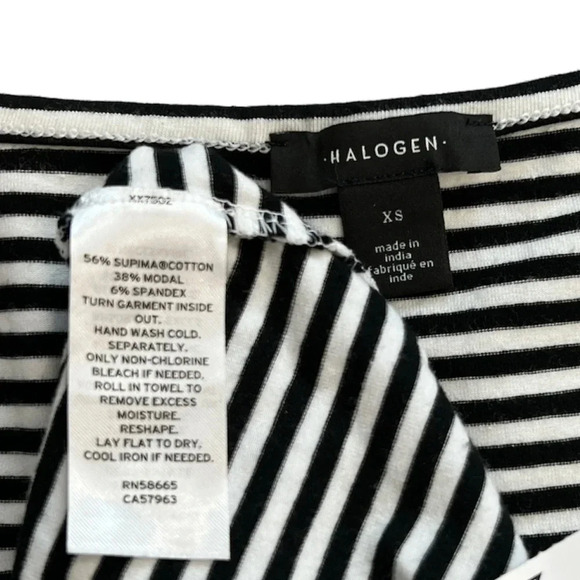 ·HALOGEN·
XS
made in
india
fabriqué en
inde
XX7502
56% SUPIMA®COTTON
38% MODAL
6% SPANDEX
TURN GARMENT INSIDE
OUT.
HAND WASH COLD.
SEPARATELY.
ONLY NON-CHLORINE
BLEACH IF NEEDED.
ROLL IN TOWEL TO
REMOVE EXCESS
MOISTURE.
RESHAPE.
LAY FLAT TO DRY.
COOL IRON IF NEEDED.
RN58665
CA57963